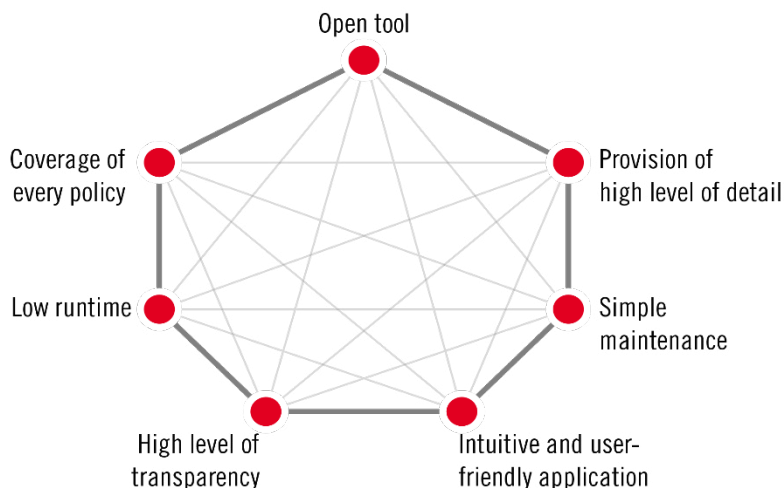 Open tool
Coverage of
every policy
Provision of
high level of detail
Low runtime
Simple
maintenance
High level of
transparency
Intuitive and user-
friendly application